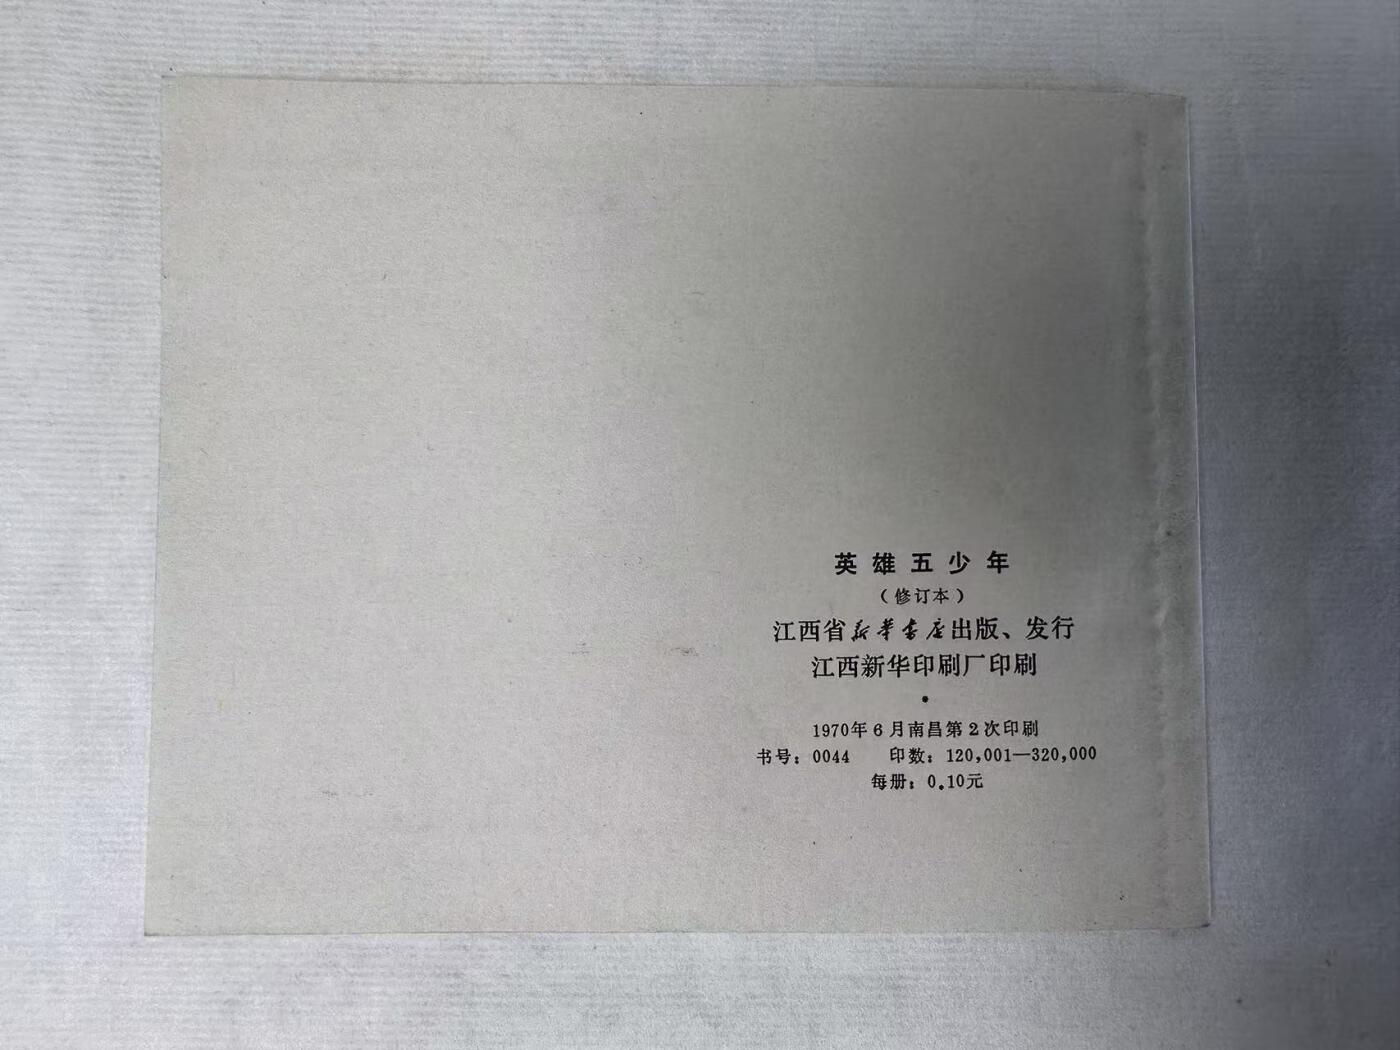 英雄五少年
（修订本）
江西省新华书店出版、发行
江西新华印刷厂印刷
•
1970年6月南昌第2次印刷
书号：0044 印数：120,001—320,000
每册：0.10元